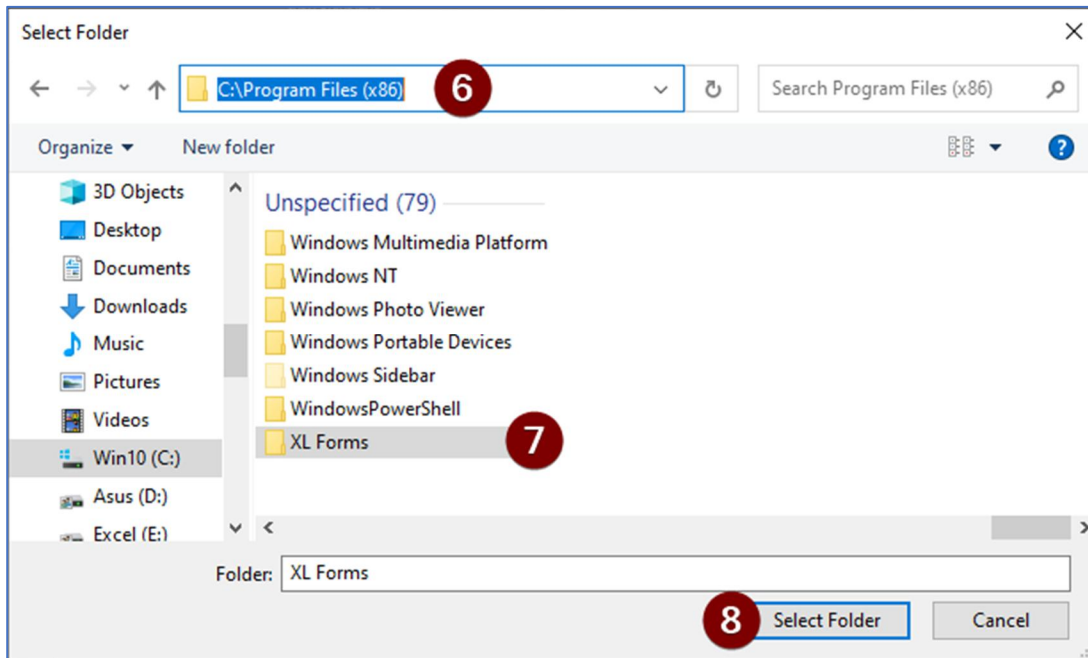 Select Folder
C:\Program Files (x86) 6 Search Program Files (x86)
Organize New folder ?
3D Objects
Desktop
Documents
Downloads
Music
Pictures
Videos
Win10 (C:)
Asus (D:)
Excel (E:)
Unspecified (79)
Windows Multimedia Platform
Windows NT
Windows Photo Viewer
Windows Portable Devices
Windows Sidebar
WindowsPowerShell
XL Forms 7
Folder: XL Forms
8 Select Folder Cancel